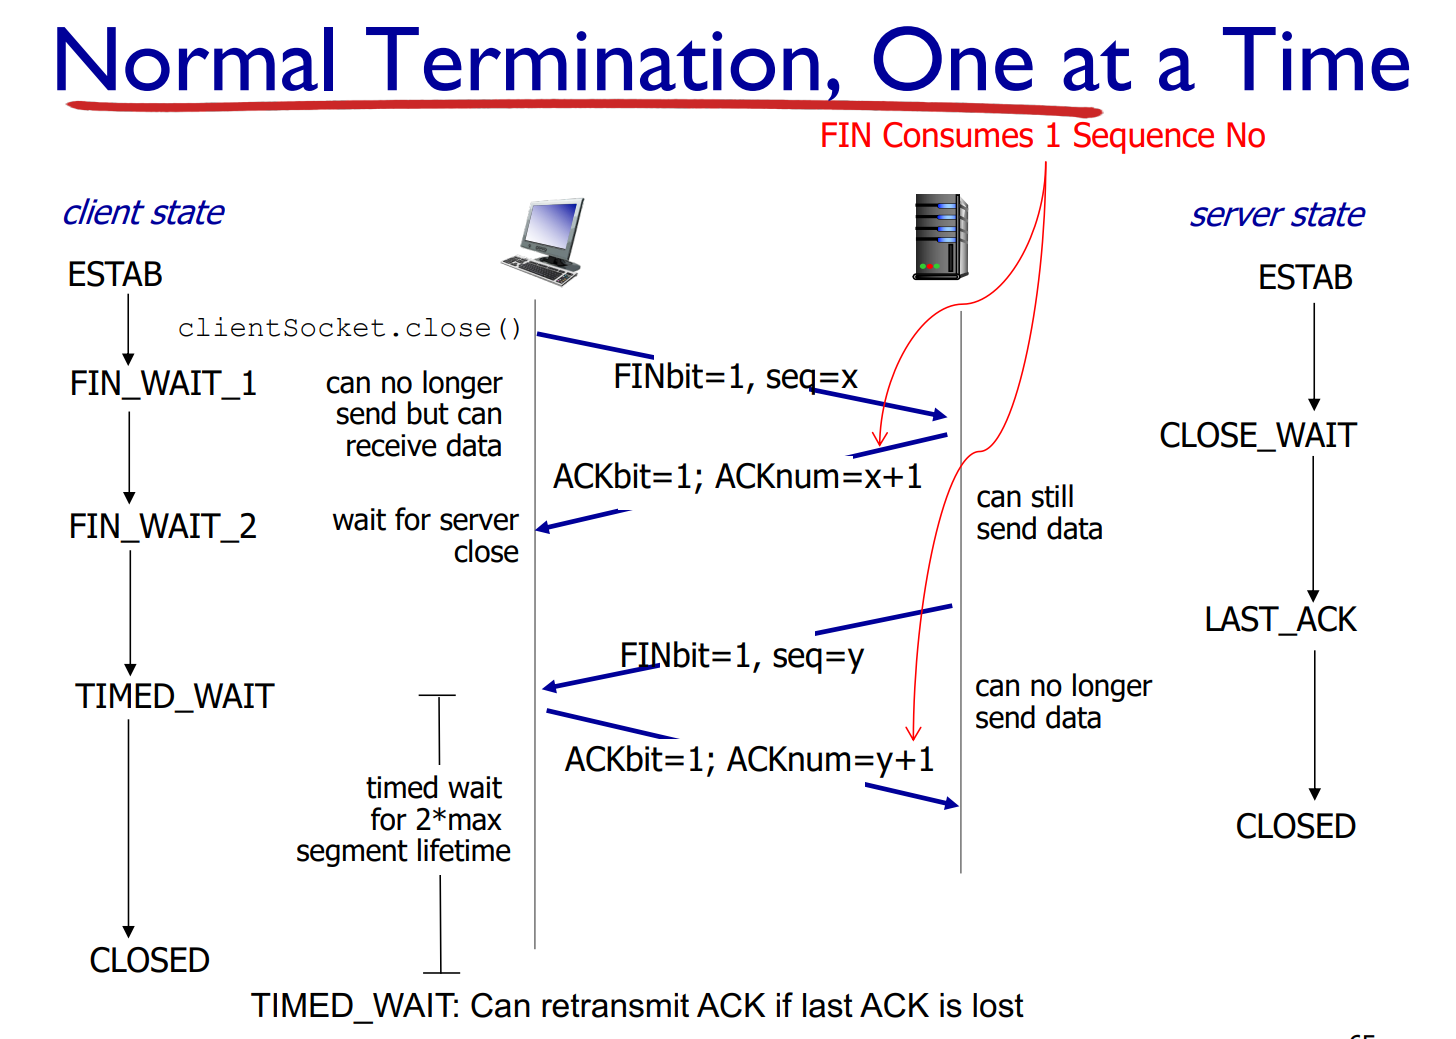 Normal Termination, One at a Time
FIN Consumes 1 Sequence No
client state
server state
ESTAB
ESTAB
clientSocket.close()
FIN_WAIT_1
can no longer
send but can
receive data
FINbit=1, seq=x
CLOSE_WAIT
ACKbit=1; ACKnum=x+1
can still
send data
FIN_WAIT_2
wait for server
close
LAST_ACK
FINbit=1, seq=y
TIMED_WAIT
can no longer
send data
ACKbit=1; ACKnum=y+1
timed wait
for 2*max
segment lifetime
CLOSED
CLOSED
TIMED_WAIT: Can retransmit ACK if last ACK is lost